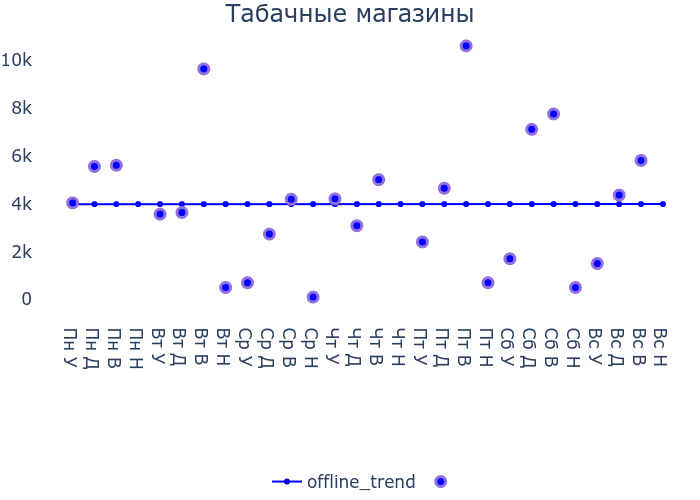 Табачные магазины
10k
8k
6k
4k
2k
0
Пн У
Пн Д
Пн В
Пн Н
Вт У
Вт Д
Вт В
Вт Н
Ср У
Ср Д
Ср В
Ср Н
Чт У
Чт Д
Чт В
Чт Н
Пт У
Пт Д
Пт В
Пт Н
Сб У
Сб Д
Сб В
Сб Н
Вс У
Вс Д
Вс В
Вс Н
offline_trend